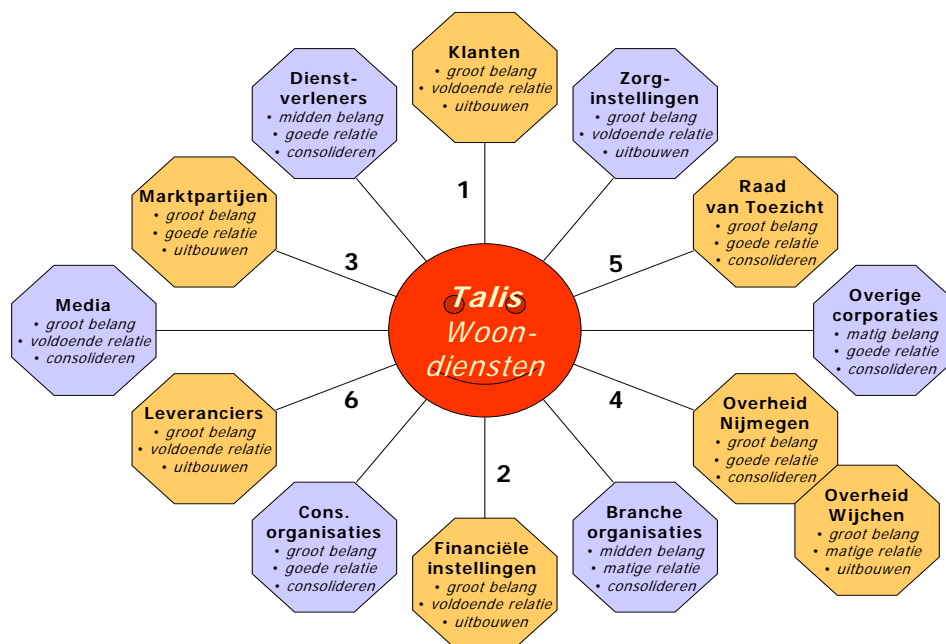 Klanten
• groot belang
• voldoende relatie
• uitbouwen
Dienst-
verleners
• midden belang
• goede relatie
• consolideren
Zorg-
instellingen
• groot belang
• voldoende relatie
• uitbouwen
Marktpartijen
• groot belang
• goede relatie
• uitbouwen
1
Raad
van Toezicht
• groot belang
• goede relatie
• consolideren
3
5
Media
• groot belang
• voldoende relatie
• consolideren
Talis
Woon-
diensten
Overige
corporaties
• matig belang
• goede relatie
• consolideren
Leveranciers
• groot belang
• voldoende relatie
• uitbouwen
6
4
Overheid
Nijmegen
• groot belang
• goede relatie
• consolideren
2
Cons.
organisaties
• groot belang
• goede relatie
• consolideren
Financiële
instellingen
• groot belang
• voldoende relatie
• uitbouwen
Branche
organisaties
• midden belang
• matige relatie
• consolideren
Overheid
Wijchen
• groot belang
• matige relatie
• uitbouwen